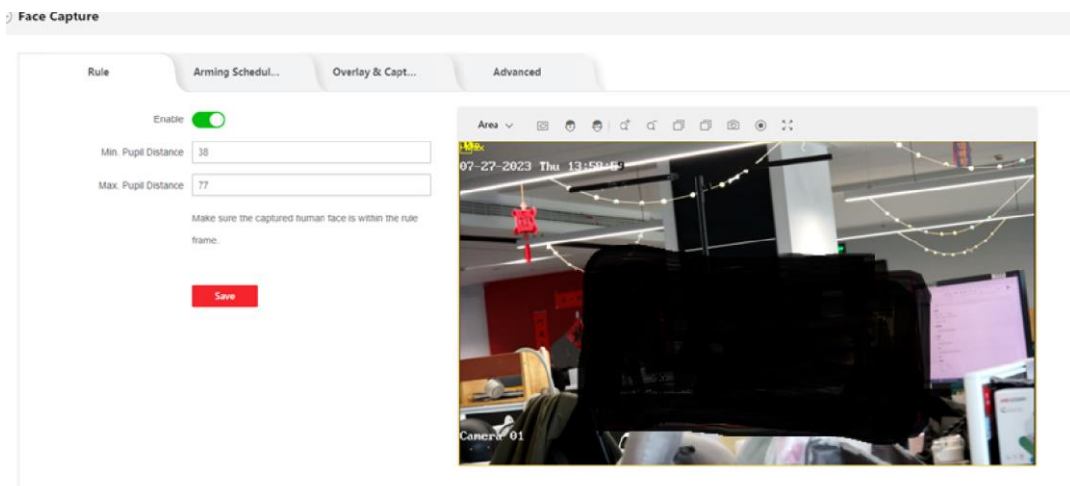 Face Capture
Rule
Arming Schedul...
Overlay & Capt...
Advanced
Enable
Area
Min. Pupil Distance 38
07-27-2023 Thu 13:58:59
Max. Pupil Distance 77
Make sure the captured human face is within the rule
frame.
Save
Camera 01